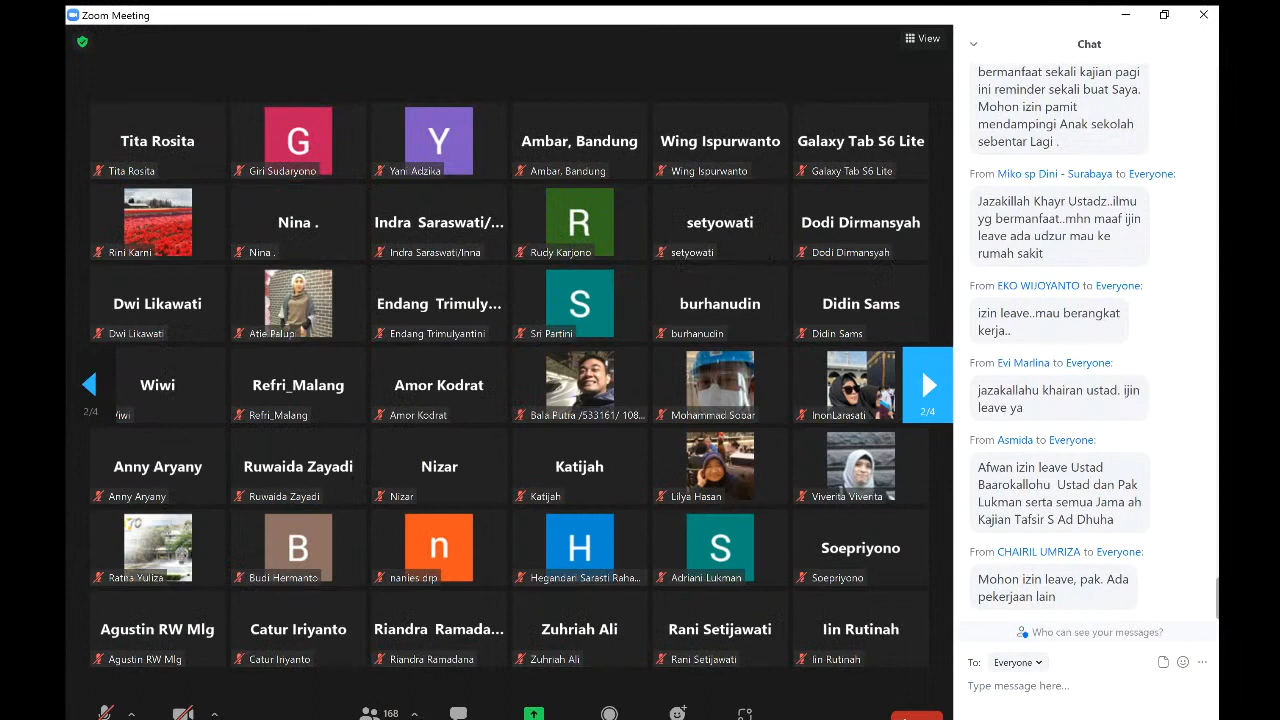 Zoom Meeting
View
Chat
Tita Rosita
G
Y
Ambar, Bandung
Wing Ispurwanto
Galaxy Tab S6 Lite
Tita Rosita
Giri Sudaryono
Yani Adzika
Ambar, Bandung
Wing Ispurwanto
Galaxy Tab S6 Lite
Nina .
Indra Saraswati/...
R
setyowati
Dodi Dirmansyah
Rini Karni
Nina .
Indra Saraswati/Inna
Rudy Karjono
setyowati
Dodi Dirmansyah
Dwi Likawati
Endang Trimuly...
S
burhanudin
Didin Sams
Dwi Likawati
Atie Palup
Endang Trimulyantini
Sri Partini
burhanudin
Didin Sams
Wiwi
Refri_Malang
Amor Kodrat
2/4
Refri_Malang
Amor Kodrat
Bala Putra /533161/ 108...
Mohammad Sobar
InonLarasati
2/4
Anny Aryany
Ruwaida Zayadi
Nizar
Katijah
Anny Aryany
Ruwaida Zayadi
Nizar
Katijah
Lilya Hasan
Viverita Viventa
70
B
n
H
S
Soepriyono
Ratna Yuliza
Budi Hermanto
nanies drp
Hegandari Sarasti Raha...
Adriani Lukman
Soepriyono
Agustin RW Mlg
Catur Iriyanto
Riandra Ramada...
Zuhriah Ali
Rani Setijawati
Iin Rutinah
Agustin RW Mlg
Catur Iriyanto
Riandra Ramadana
Zuhriah Ali
Rani Setijawati
Iin Rutinah
168
bermanfaat sekali kajian pagi
ini reminder sekali buat Saya.
Mohon izin pamit
mendampingi Anak sekolah
sebentar Lagi .
From Miko sp Dini - Surabaya to Everyone:
Jazakillah Khayr Ustadz..ilmu
yg bermanfaat..mhn maaf ijin
leave ada udzur mau ke
rumah sakit
From EKO WIJOYANTO to Everyone:
izin leave..mau berangkat
kerja..
From Evi Marlina to Everyone:
jazakallahu khairan ustad. ijin
leave ya
From Asmida to Everyone:
Afwan izin leave Ustad
Baarokallohu Ustad dan Pak
Lukman serta semua Jama ah
Kajian Tafsir S Ad Dhuha
From CHAIRIL UMRIZA to Everyone:
Mohon izin leave, pak. Ada
pekerjaan lain
Who can see your messages?
To: Everyone
Type message here...